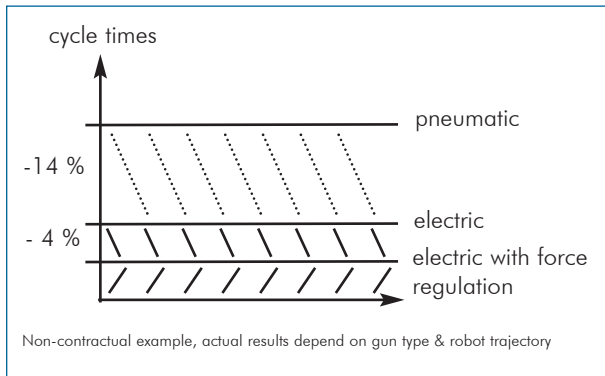 cycle times
pneumatic
-14 %
electric
- 4 %
electric with force
regulation
Non-contractual example, actual results depend on gun type & robot trajectory